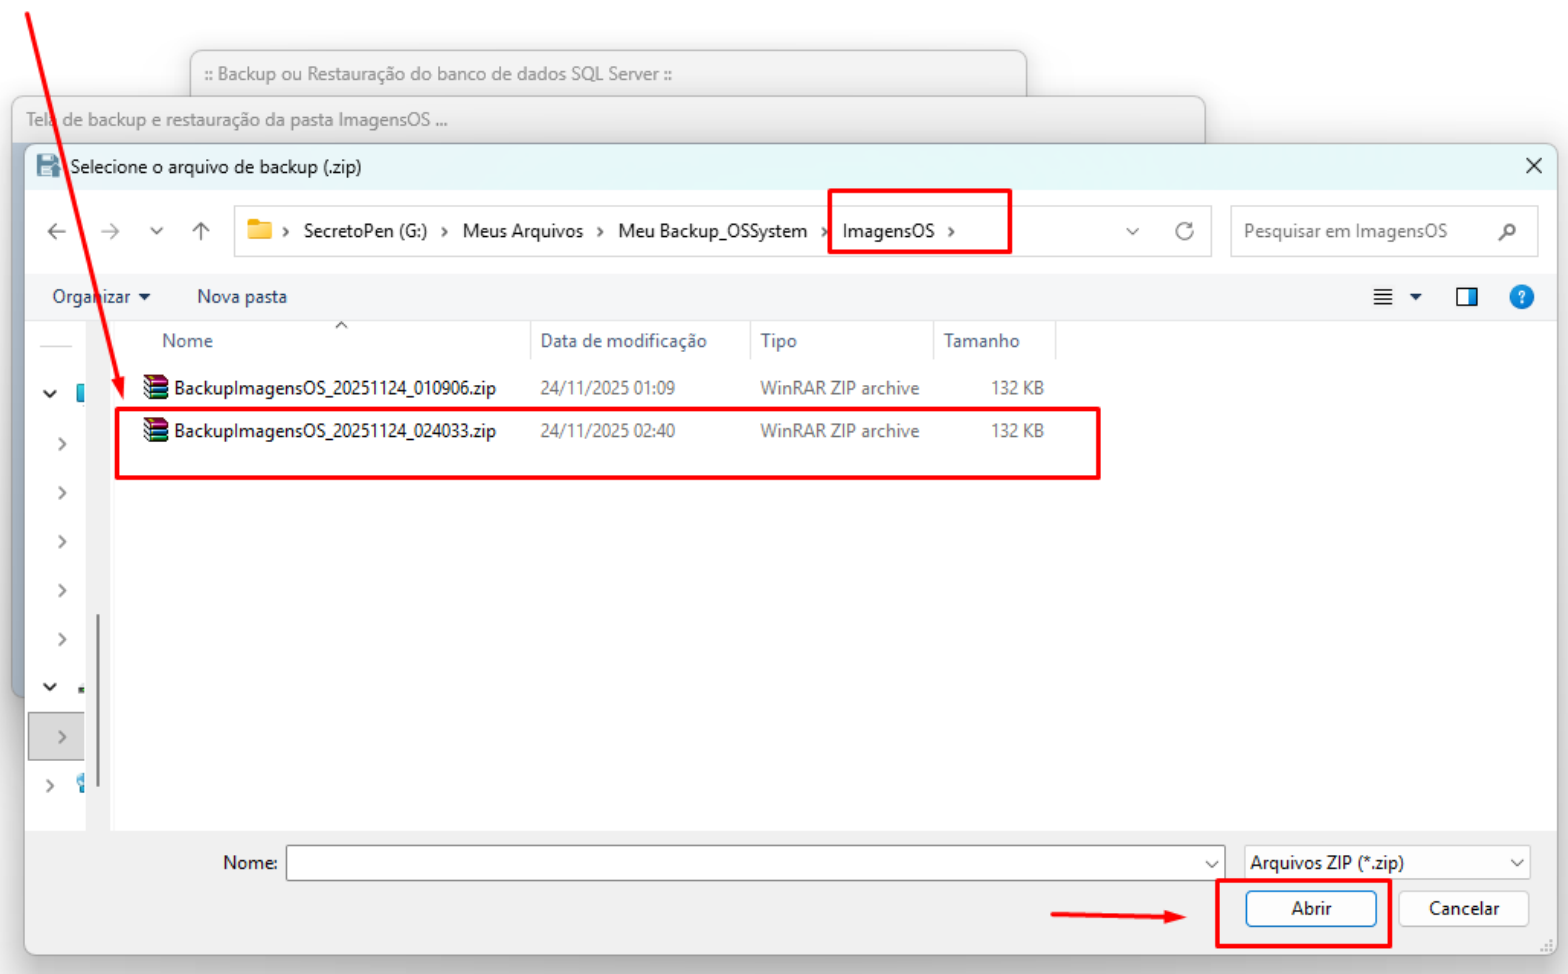 :: Backup ou Restauração do banco de dados SQL Server ::
Tela de backup e restauração da pasta ImagensOS ...
Selecione o arquivo de backup (.zip)
SecretoPen (G:) > Meus Arquivos > Meu Backup_OSSystem > ImagensOS >
Pesquisar em ImagensOS
Organizar Nova pasta
Nome Data de modificação Tipo Tamanho
BackupImagensOS_20251124_010906.zip 24/11/2025 01:09 WinRAR ZIP archive 132 KB
BackupImagensOS_20251124_024033.zip 24/11/2025 02:40 WinRAR ZIP archive 132 KB
Nome: Arquivos ZIP (*.zip)
Abrir Cancelar